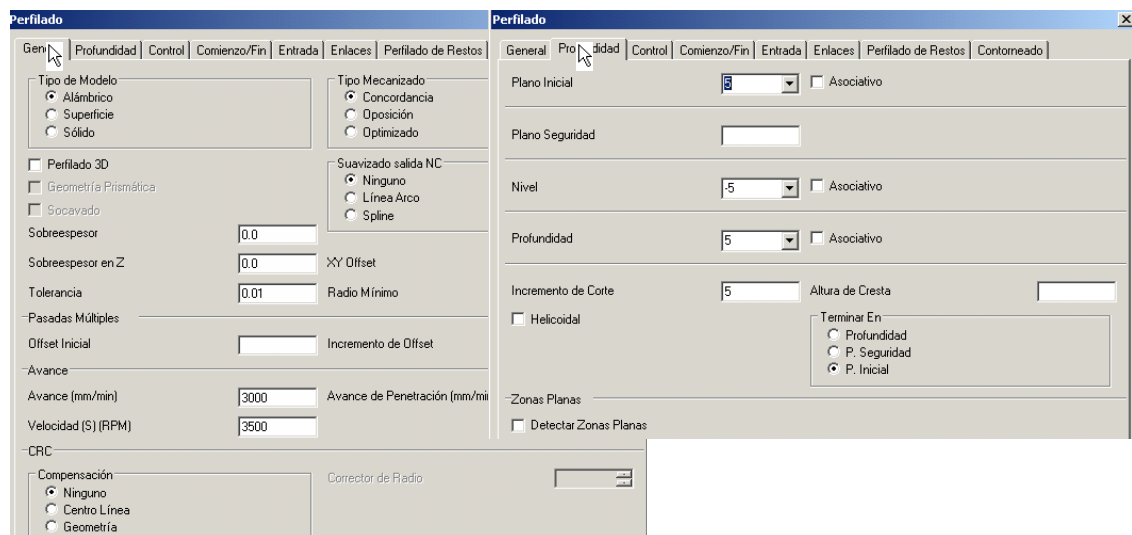 Perfilado
General Profundidad Control Comienzo/Fin Entrada Enlaces Perfilado de Restos
Tipo de Modelo
Alámbrico
Superficie
Sólido
Tipo Mecanizado
Concordancia
Oposición
Optimizado
Perfilado 3D
Geometría Prismática
Socavado
Suavizado salida NC
Ninguno
Línea Arco
Spline
Sobreespesor 0.0
Sobreespesor en Z 0.0 XY Offset
Tolerancia 0.01 Radio Mínimo
Pasadas Múltiples
Offset Inicial Incremento de Offset
Avance
Avance (mm/min) 3000 Avance de Penetración (mm/mi
Velocidad (S) (RPM) 3500
CRC
Compensación
Ninguno
Centro Línea
Geometría
Corrector de Radio
Perfilado
General Profundidad Control Comienzo/Fin Entrada Enlaces Perfilado de Restos Contorneado
Plano Inicial 5 Asociativo
Plano Seguridad
Nivel -5 Asociativo
Profundidad 5 Asociativo
Incremento de Corte 5 Altura de Cresta
Helicoidal
Terminar En
Profundidad
P. Seguridad
P. Inicial
Zonas Planas
Detectar Zonas Planas